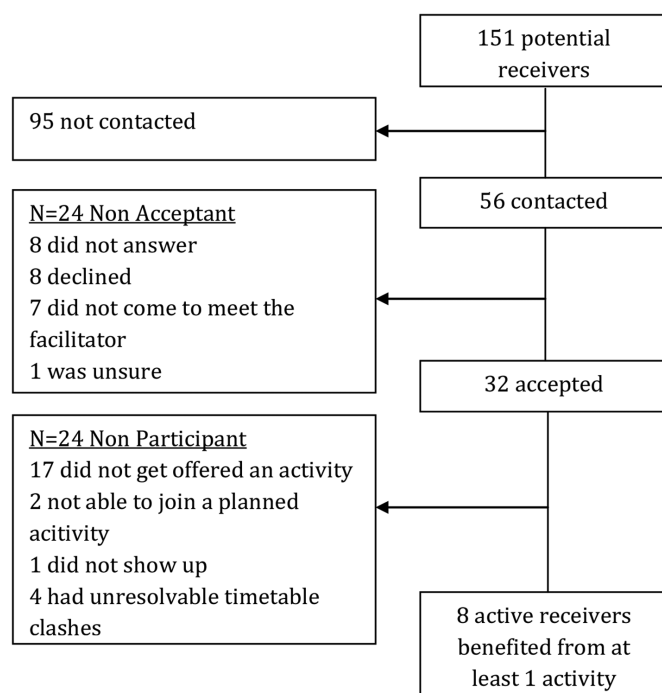 151 potential
receivers
95 not contacted
56 contacted
N=24 Non Acceptant
8 did not answer
8 declined
7 did not come to meet the
facilitator
1 was unsure
32 accepted
N=24 Non Participant
17 did not get offered an activity
2 not able to join a planned
acitivity
1 did not show up
4 had unresolvable timetable
clashes
8 active receivers
benefited from at
least 1 activity